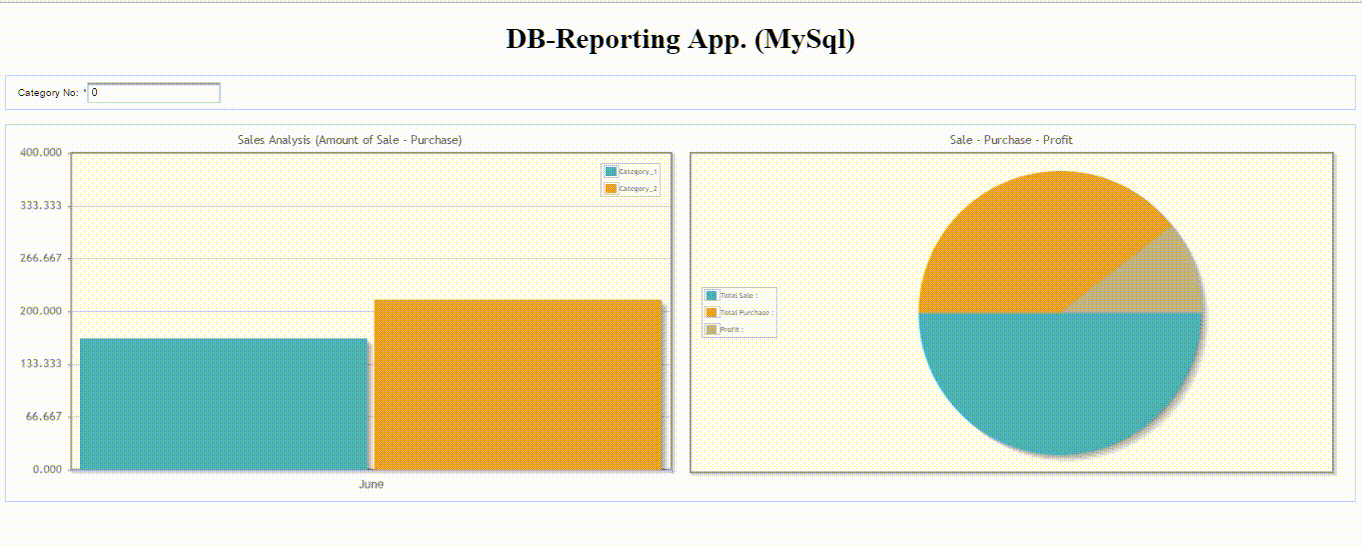 DB-Reporting App. (MySql)
Category No: * 0
Sales Analysis (Amount of Sale - Purchase)
400.000
333.333
266.667
200.000
133.333
66.667
0.000
Category_1
Category_2
June
Sale - Purchase - Profit
Total Sale :
Total Purchase :
Profit :